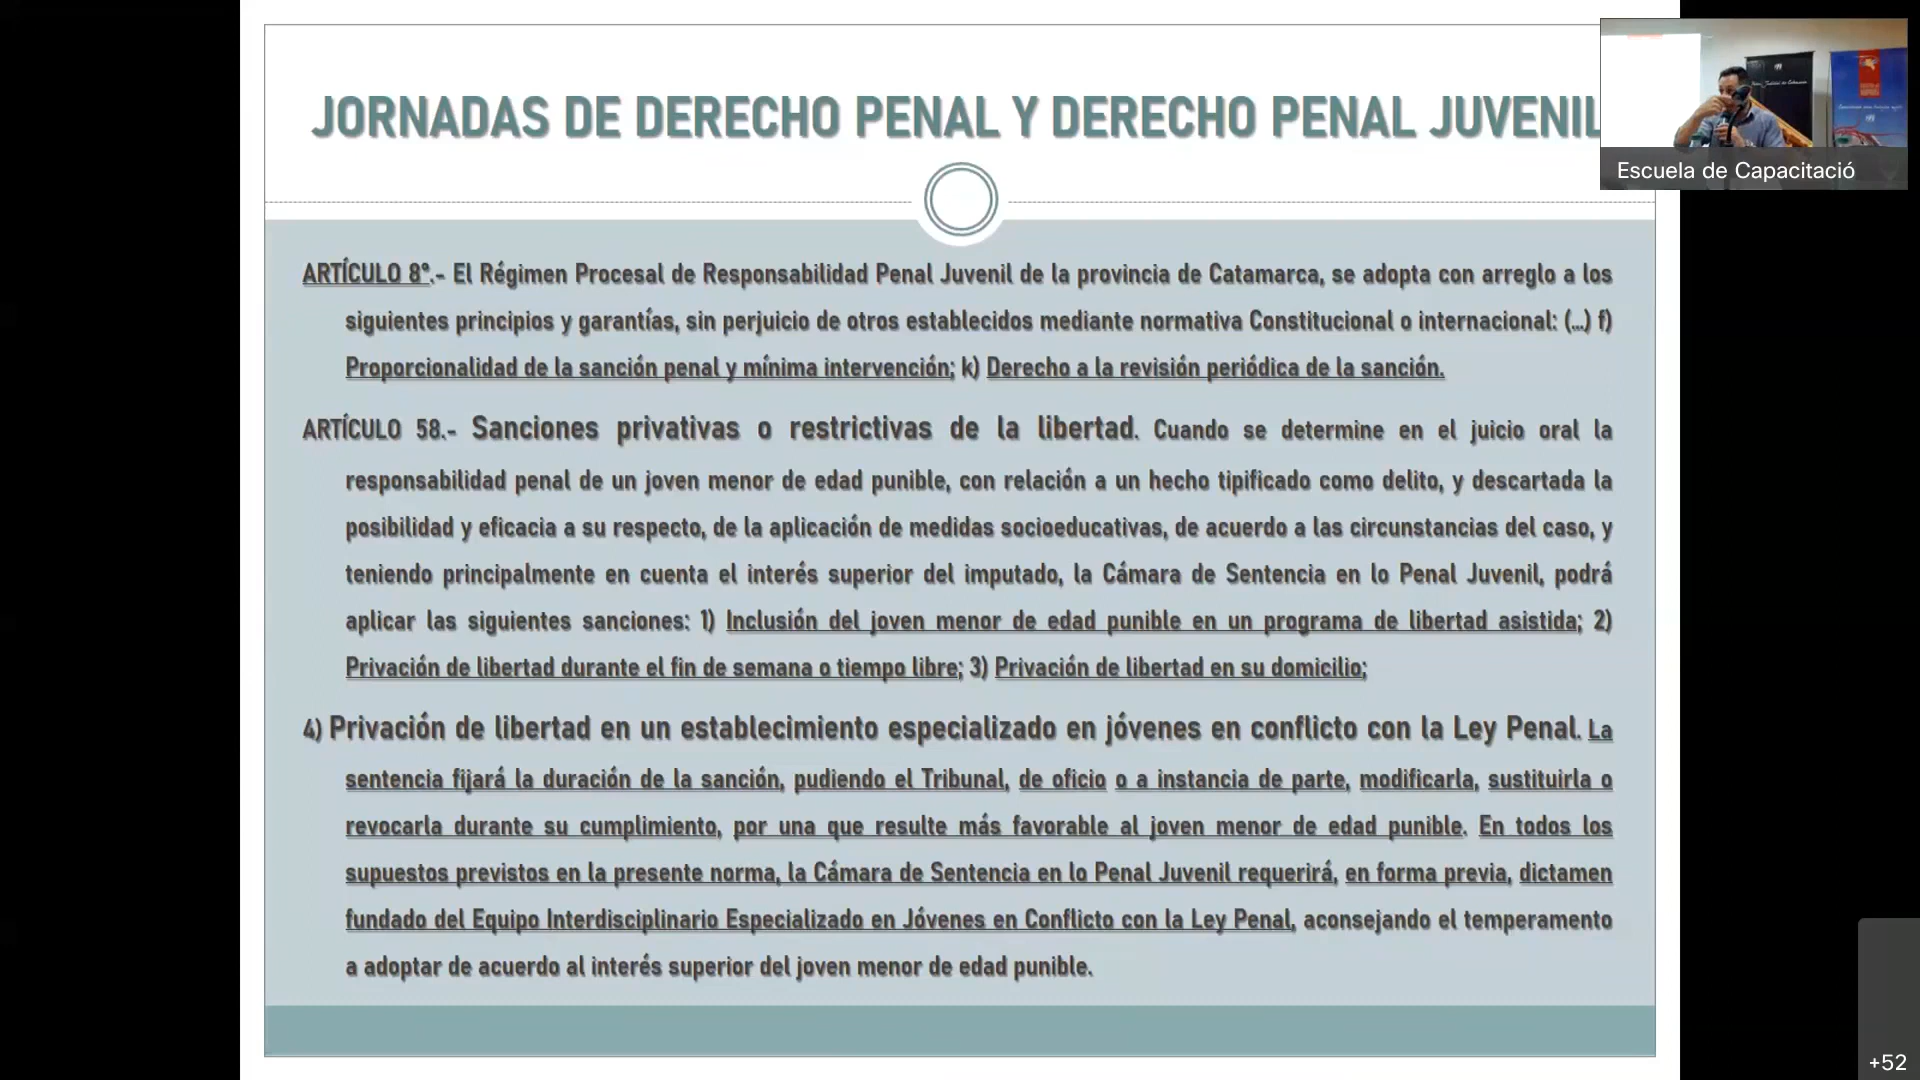 JORNADAS DE DERECHO PENAL Y DERECHO PENAL JUVENIL
Escuela de Capacitació
ARTÍCULO 8°.- El Régimen Procesal de Responsabilidad Penal Juvenil de la provincia de Catamarca, se adopta con arreglo a los
siguientes principios y garantías, sin perjuicio de otros establecidos mediante normativa Constitucional o internacional: (...) f)
Proporcionalidad de la sanción penal y mínima intervención; k) Derecho a la revisión periódica de la sanción.
ARTÍCULO 58.- Sanciones privativas o restrictivas de la libertad. Cuando se determine en el juicio oral la
responsabilidad penal de un joven menor de edad punible, con relación a un hecho tipificado como delito, y descartada la
posibilidad y eficacia a su respecto, de la aplicación de medidas socioeducativas, de acuerdo a las circunstancias del caso, y
teniendo principalmente en cuenta el interés superior del imputado, la Cámara de Sentencia en lo Penal Juvenil, podrá
aplicar las siguientes sanciones: 1) Inclusión del joven menor de edad punible en un programa de libertad asistida; 2)
Privación de libertad durante el fin de semana o tiempo libre; 3) Privación de libertad en su domicilio;
4) Privación de libertad en un establecimiento especializado en jóvenes en conflicto con la Ley Penal. La
sentencia fijará la duración de la sanción, pudiendo el Tribunal, de oficio o a instancia de parte, modificarla, sustituirla o
revocarla durante su cumplimiento, por una que resulte más favorable al joven menor de edad punible. En todos los
supuestos previstos en la presente norma, la Cámara de Sentencia en lo Penal Juvenil requerirá, en forma previa, dictamen
fundado del Equipo Interdisciplinario Especializado en Jóvenes en Conflicto con la Ley Penal, aconsejando el temperamento
a adoptar de acuerdo al interés superior del joven menor de edad punible.
+52